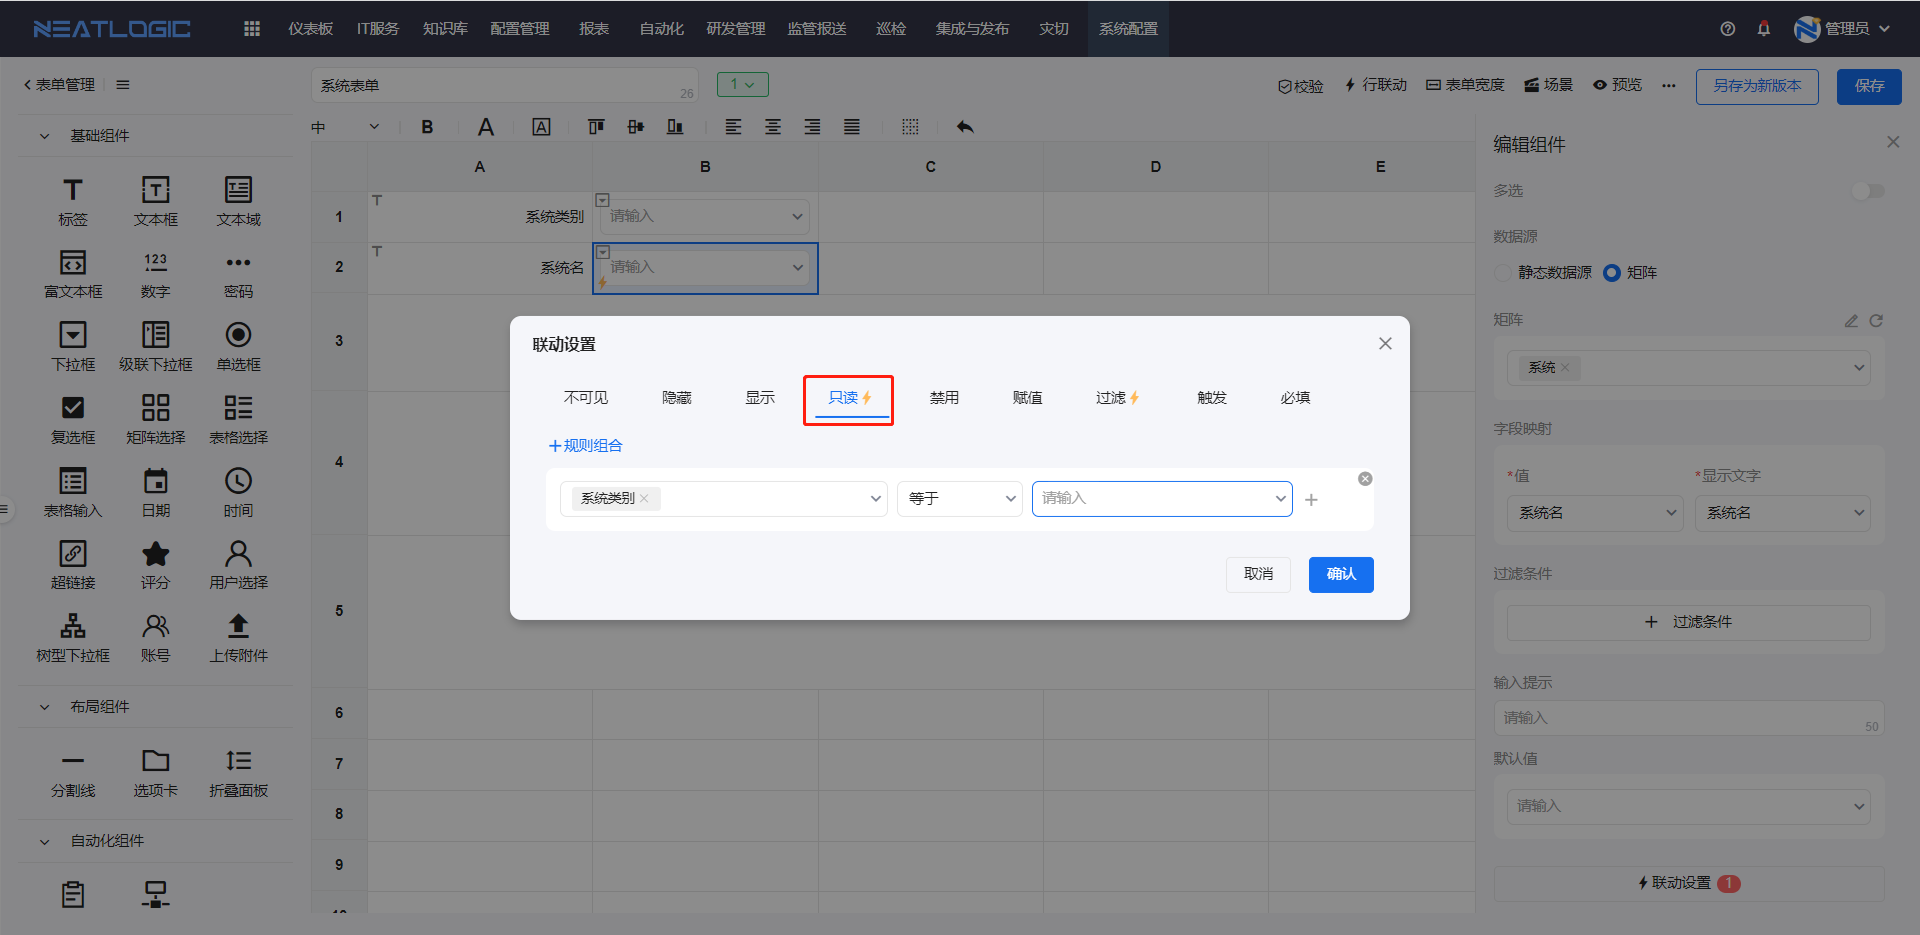 NEATLOGIC 仪表板 IT服务 知识库 配置管理 报表 自动化 研发管理 监管报送 巡检 集成与发布 灾切 系统配置 管理员
表单管理 系统表单 26 1 校验 行联动 表单宽度 场景 预览 另存为新版本 保存
基础组件
标签 文本框 文本域
富文本框 数字 密码
下拉框 级联下拉框 单选框
复选框 矩阵选择 表格选择
表格输入 日期 时间
超链接 评分 用户选择
树型下拉框 账号 上传附件
布局组件
分割线 选项卡 折叠面板
自动化组件
中 B A A
A B C D E
1 系统类别 请输入
2 系统名 请输入
3
4
5
6
7
8
9
10
联动设置
不可见 隐藏 显示 只读 禁用 赋值 过滤 触发 必填
规则组合
系统类别 等于 请输入
取消 确认
编辑组件
多选
数据源
静态数据源 矩阵
矩阵
系统
字段映射
*值 *显示文字
系统名 系统名
过滤条件
过滤条件
输入提示
请输入 50
默认值
请输入
联动设置 1